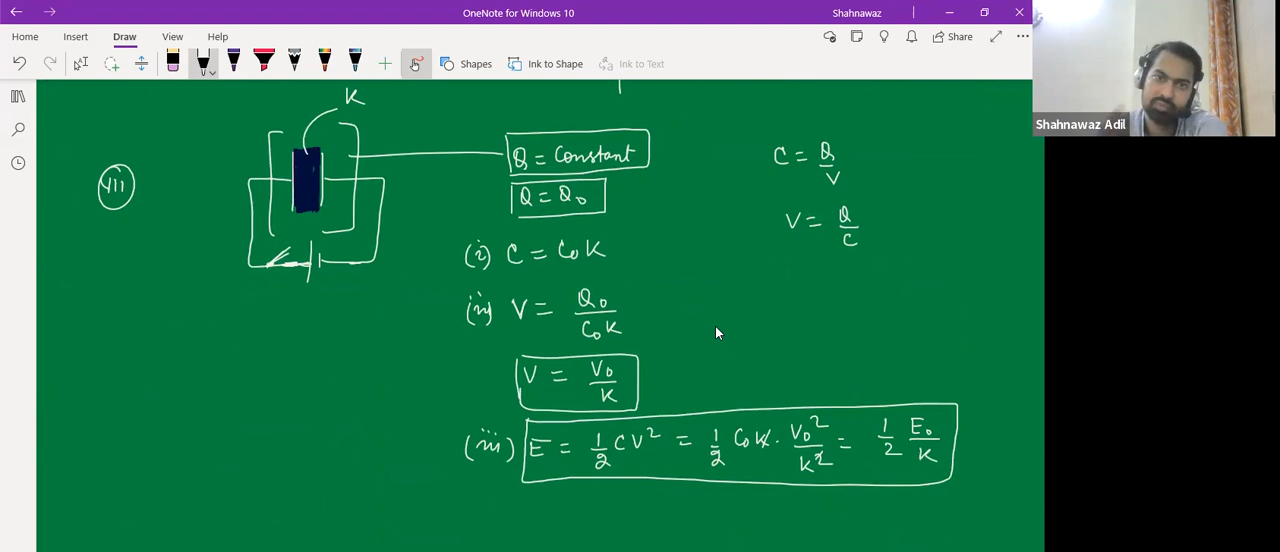 OneNote for Windows 10
Shahnawaz
Home Insert Draw View Help
Share
Shapes
Ink to Shape
Ink to Text
Shahnawaz Adil
K
VII
Q = Constant
Q = Q₀
C = Q/V
V = Q/C
(i) C = C₀K
(ii) V = Q₀/C₀K
V = V₀/K
(iii) E = 1/2 CV² = 1/2 C₀K · V₀²/K² = 1/2 E₀/K